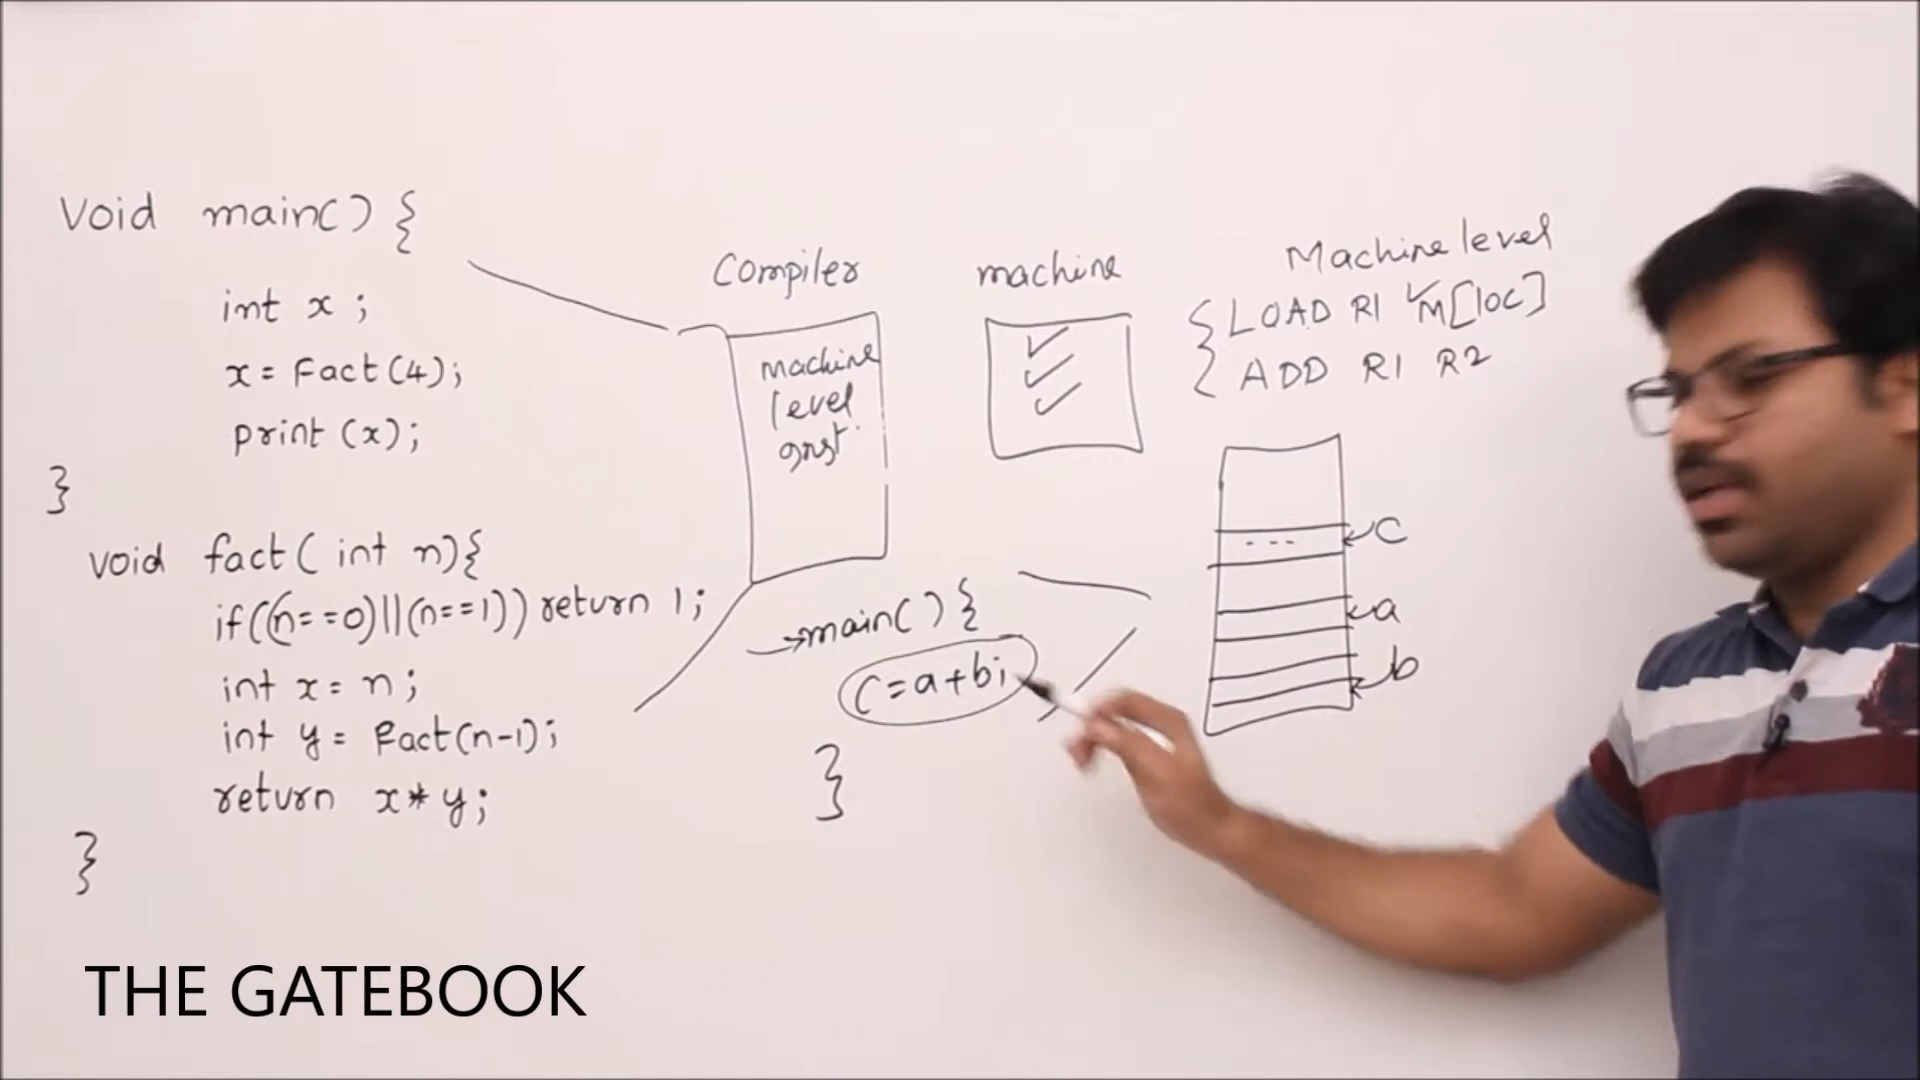 void main() {
int x ;
x = Fact (4);
print (x);
}
void fact( int n){
if((n==0)||(n==1)) return 1;
int x = n ;
int y = Fact(n-1);
return x * y ;
}
Compiler
machine
level
inst
machine
Machine level
{ LOAD R1 M[loc]
ADD R1 R2
c
a
b
→main() {
c = a+b;
}
THE GATEBOOK